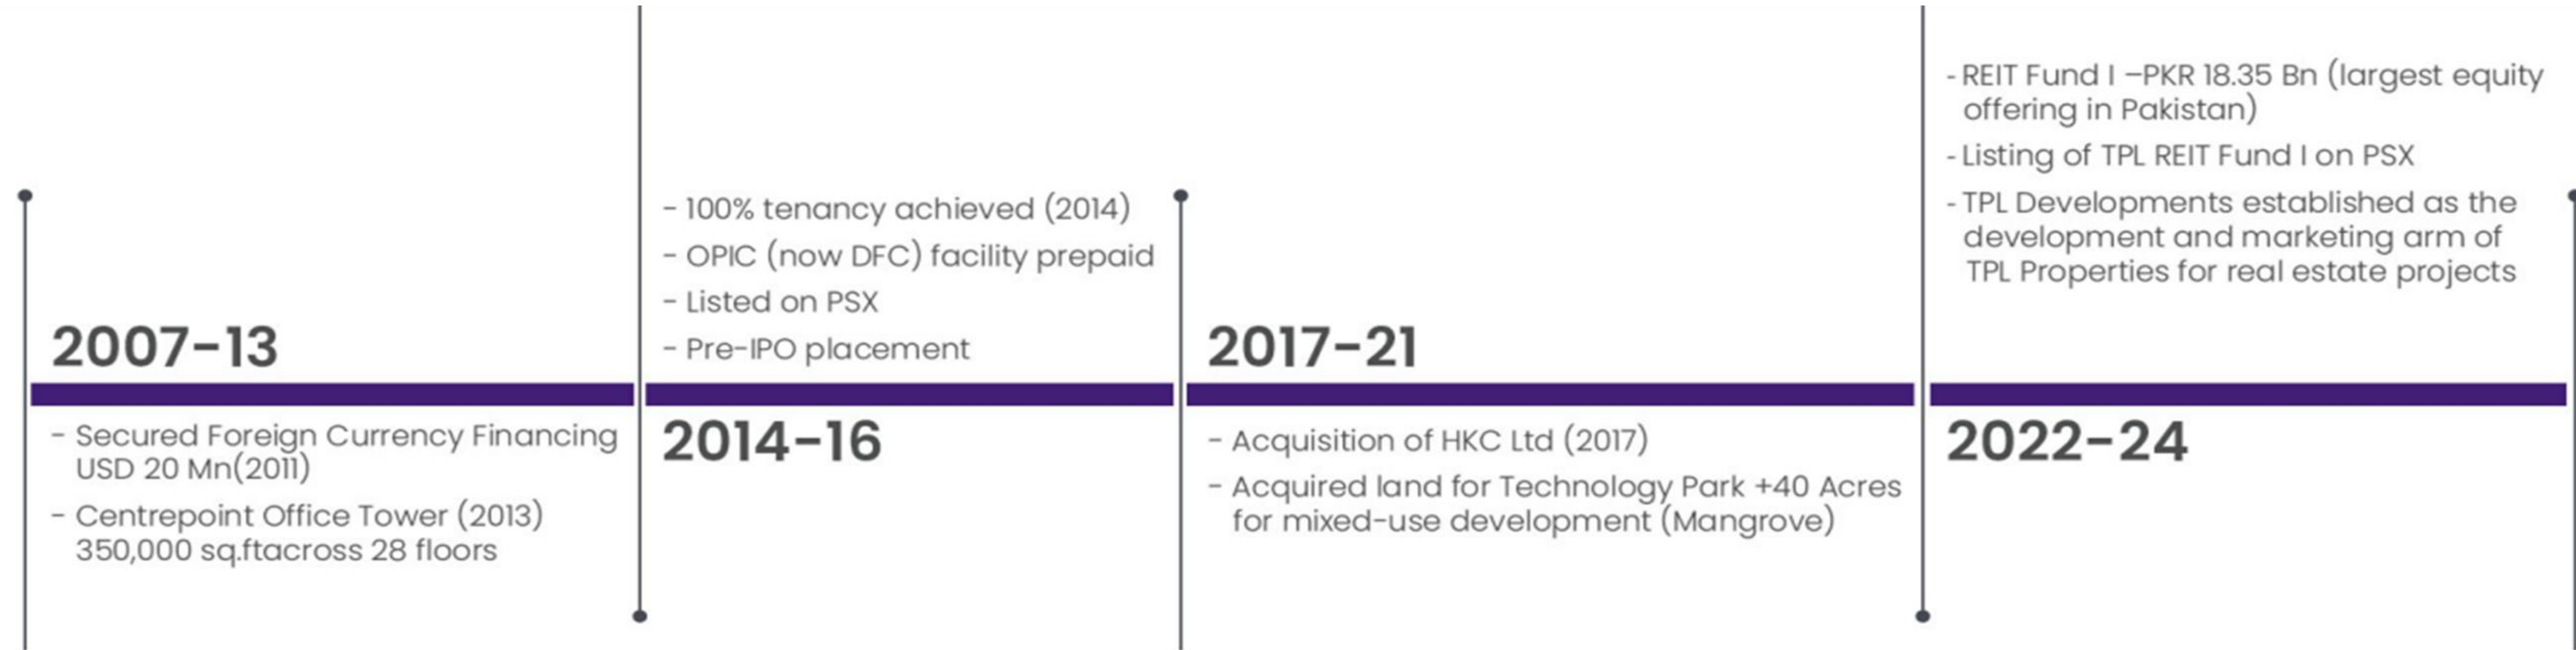 2007-13
- Secured Foreign Currency Financing
USD 20 Mn(2011)
- Centrepoint Office Tower (2013)
350,000 sq.ftacross 28 floors
- 100% tenancy achieved (2014)
- OPIC (now DFC) facility prepaid
- Listed on PSX
- Pre-IPO placement
2014-16
2017-21
- Acquisition of HKC Ltd (2017)
- Acquired land for Technology Park +40 Acres
for mixed-use development (Mangrove)
- REIT Fund I –PKR 18.35 Bn (largest equity
offering in Pakistan)
- Listing of TPL REIT Fund I on PSX
- TPL Developments established as the
development and marketing arm of
TPL Properties for real estate projects
2022-24